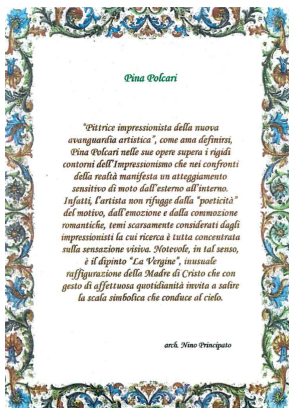 Pina Polcari
"Pittrice impressionista della nuova
avanguardia artistica", come ama definirsi,
Pina Polcari nelle sue opere supera i rigidi
contorni dell'Impressionismo che nei confronti
della realtà manifesta un atteggiamento
sensitivo di moto dall'esterno all'interno.
Infatti, l'artista non rifugge dalla "poeticità"
del motivo, dall'emozione e dalla commozione
romantiche, temi scarsamente considerati dagli
impressionisti la cui ricerca è tutta concentrata
sulla sensazione visiva. Notevole, in tal senso,
è il dipinto "La Vergine", inusuale
raffigurazione della Madre di Cristo che con
gesto di affettuosa quotidianità invita a salire
la scala simbolica che conduce al cielo.
arch. Nino Principato